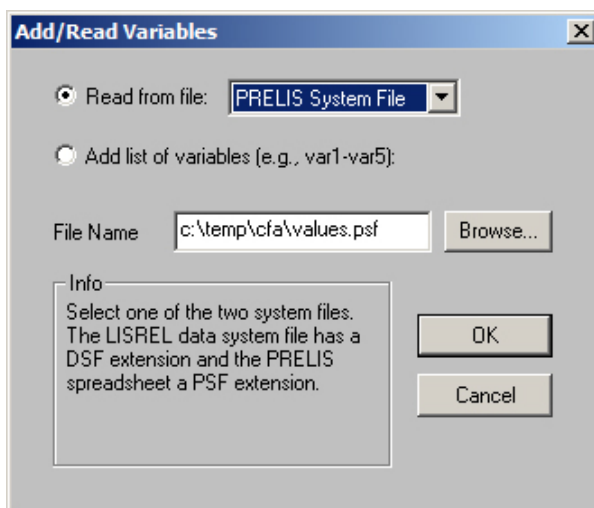 Add/Read Variables
Read from file: PRELIS System File
Add list of variables (e.g., var1-var5):
File Name c:\temp\cfa\values.psf Browse...
Info
Select one of the two system files.
The LISREL data system file has a
DSF extension and the PRELIS
spreadsheet a PSF extension.
OK
Cancel